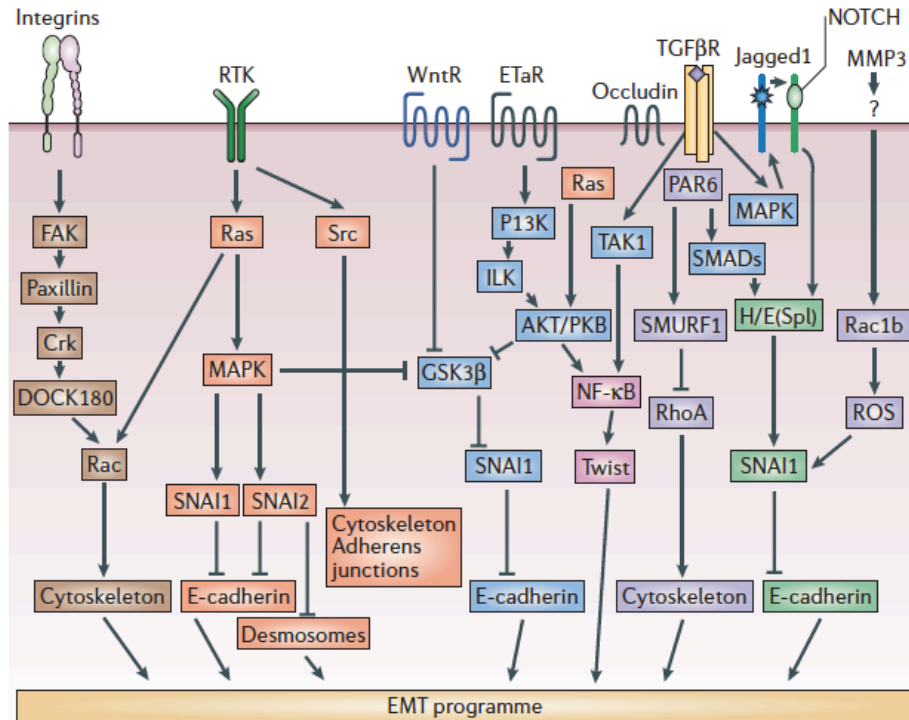 Integrins
RTK
WntR
ETaR
Occludin
TGFβR
Jagged1
NOTCH
MMP3
?
FAK
Ras
Src
P13K
Ras
PAR6
MAPK
TAK1
SMADs
Paxillin
ILK
Crk
AKT/PKB
SMURF1
H/E(Spl)
Rac1b
MAPK
GSK3β
NF-κB
DOCK180
RhoA
ROS
Rac
SNAI1
Twist
SNAI1
SNAI1
SNAI2
Cytoskeleton
Adherens
junctions
Cytoskeleton
E-cadherin
E-cadherin
Cytoskeleton
E-cadherin
Desmosomes
EMT programme